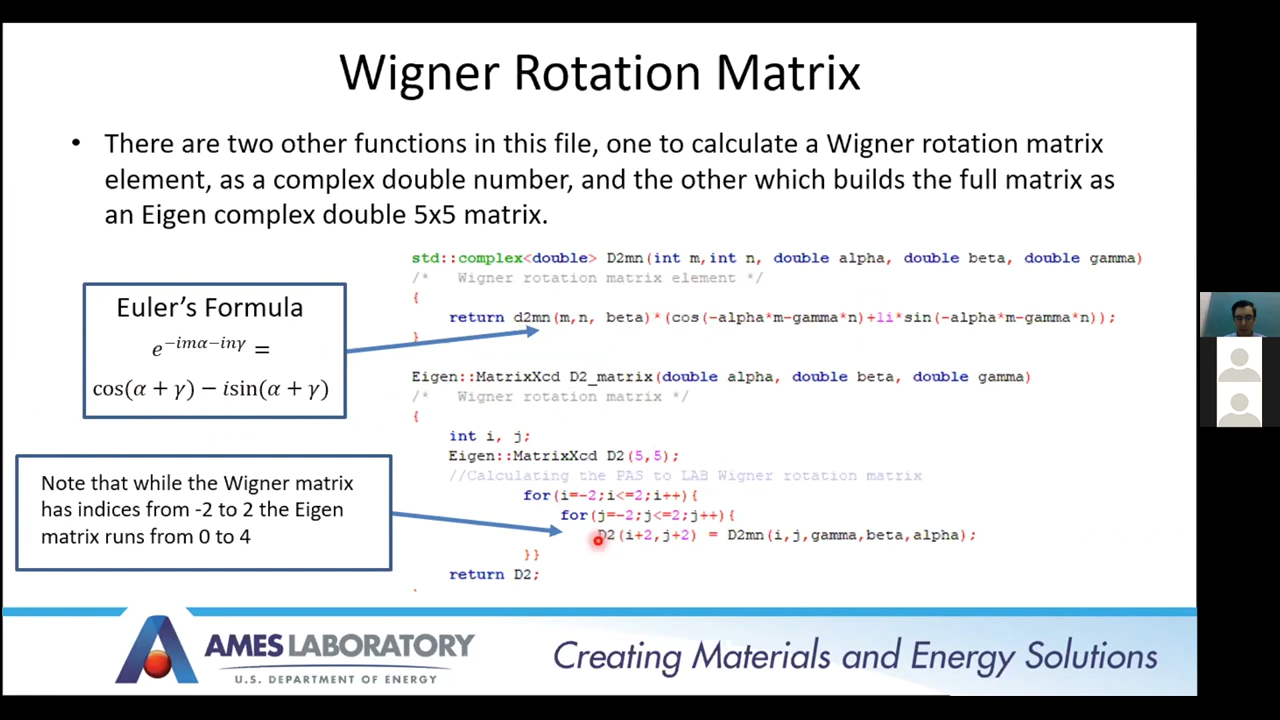 Wigner Rotation Matrix
• There are two other functions in this file, one to calculate a Wigner rotation matrix
element, as a complex double number, and the other which builds the full matrix as
an Eigen complex double 5x5 matrix.
std::complex<double> D2mn(int m,int n, double alpha, double beta, double gamma)
/*   Wigner rotation matrix element */
{
return d2mn(m,n, beta)*(cos(-alpha*m-gamma*n)+1i*sin(-alpha*m-gamma*n));
}
Euler's Formula
e^{-imα-inγ} =
cos(α + γ) − isin(α + γ)
Eigen::MatrixXcd D2_matrix(double alpha, double beta, double gamma)
/*   Wigner rotation matrix */
{
int i, j;
Eigen::MatrixXcd D2(5,5);
//Calculating the PAS to LAB Wigner rotation matrix
for(i=-2;i<=2;i++){
for(j=-2;j<=2;j++){
D2(i+2,j+2) = D2mn(i,j,gamma,beta,alpha);
}}
return D2;
Note that while the Wigner matrix
has indices from -2 to 2 the Eigen
matrix runs from 0 to 4
AMES LABORATORY
U.S. DEPARTMENT OF ENERGY
Creating Materials and Energy Solutions